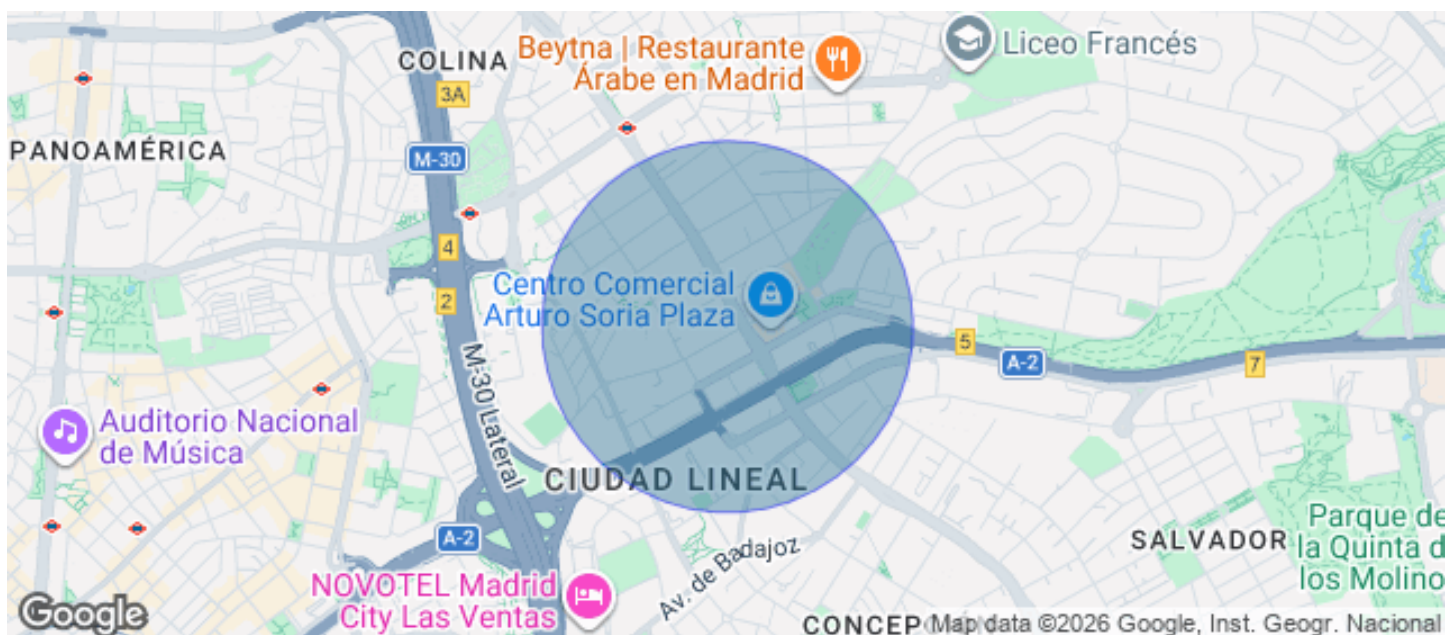 COLINA
Beytna | Restaurante
Árabe en Madrid
Liceo Francés
3A
PANOAMÉRICA
M-30
4
2
Centro Comercial
Arturo Soria Plaza
5
A-2
7
M-30 Lateral
Auditorio Nacional
de Música
CIUDAD LINEAL
A-2
Av. de Badajoz
SALVADOR
Parque de
la Quinta d
los Molino
NOVOTEL Madrid
City Las Ventas
Google
CONCEP
Map data ©2026 Google, Inst. Geogr. Nacional